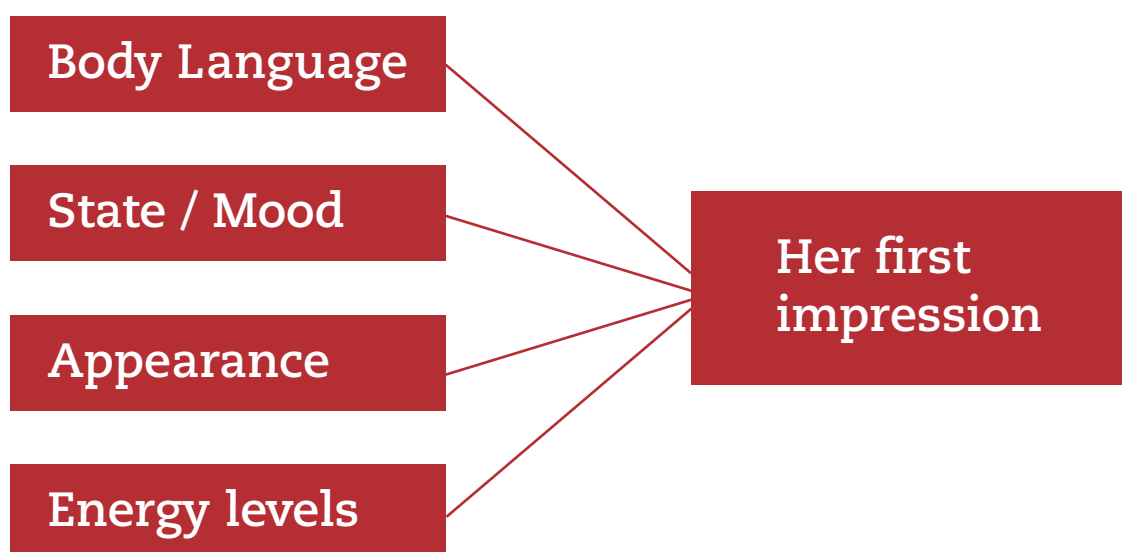 Body Language
State / Mood
Appearance
Energy levels
Her first
impression